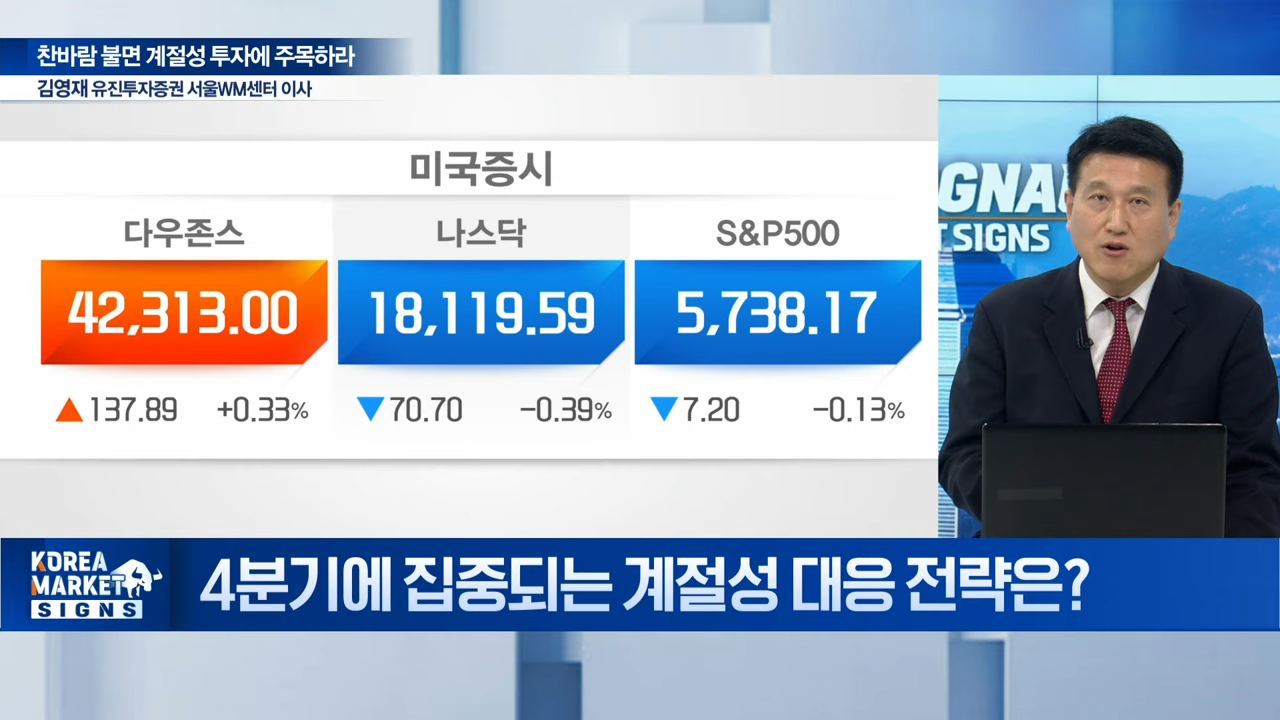 찬바람 불면 계절성 투자에 주목하라
김영재 유진투자증권 서울WM센터 이사
미국증시
다우존스 나스닥 S&P500
42,313.00 18,119.59 5,738.17
▲137.89 +0.33% ▼70.70 -0.39% ▼7.20 -0.13%
SIGNS
KOREA
MARKET
SIGNS
4분기에 집중되는 계절성 대응 전략은?